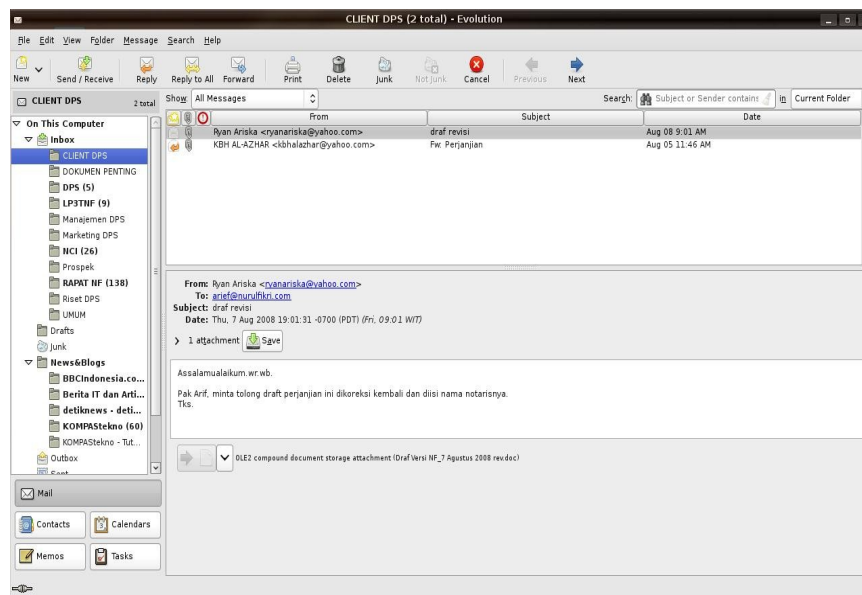 CLIENT DPS (2 total) - Evolution
File Edit View Folder Message Search Help
New Send / Receive Reply Reply to All Forward Print Delete Junk Not Junk Cancel Previous Next
CLIENT DPS 2 total
Show: All Messages Search: Subject or Sender contains in Current Folder
On This Computer
Inbox
CLIENT DPS
DOKUMEN PENTING
DPS (5)
LP3TNF (9)
Manajemen DPS
Marketing DPS
NCI (26)
Prospek
RAPAT NF (138)
Riset DPS
UMUM
Drafts
Junk
News&Blogs
BBCIndonesia.co...
Berita IT dan Arti...
detiknews - deti...
KOMPAStekno (60)
KOMPAStekno - Tut...
Outbox
Sent
Mail
Contacts Calendars
Memos Tasks
From Subject Date
Ryan Ariska <ryanariska@yahoo.com> draf revisi Aug 08 9:01 AM
KBH AL-AZHAR <kbhalazhar@yahoo.com> Fw: Perjanjian Aug 05 11:46 AM
From: Ryan Ariska <ryanariska@yahoo.com>
To: arief@nurulfikri.com
Subject: draf revisi
Date: Thu, 7 Aug 2008 19:01:31 -0700 (PDT) (Fri, 09:01 WIT)
1 attachment Save
Assalamualaikum.wr.wb.
Pak Arif, minta tolong draft perjanjian ini dikoreksi kembali dan diisi nama notarisnya.
Tks.
OLE2 compound document storage attachment (Draf Versi NF_7 Agustus 2008 rev.doc)